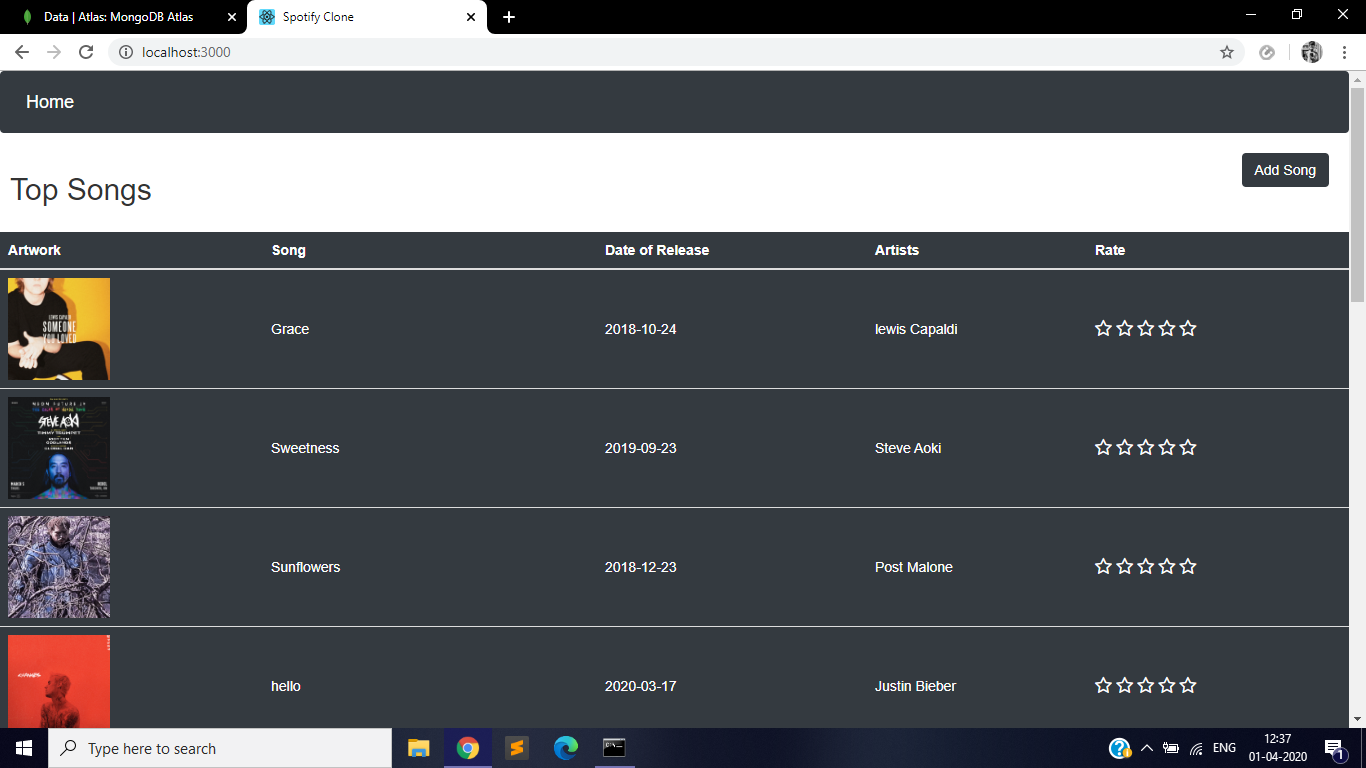 Data | Atlas: MongoDB Atlas
Spotify Clone
localhost:3000
Home
Add Song
Top Songs
Artwork Song Date of Release Artists Rate
LEWIS CAPALDI
SOMEONE
YOU LOVED
Grace 2018-10-24 lewis Capaldi
STEVE AOKI
Sweetness 2019-09-23 Steve Aoki
Sunflowers 2018-12-23 Post Malone
hello 2020-03-17 Justin Bieber
Type here to search
ENG
12:37
01-04-2020
1